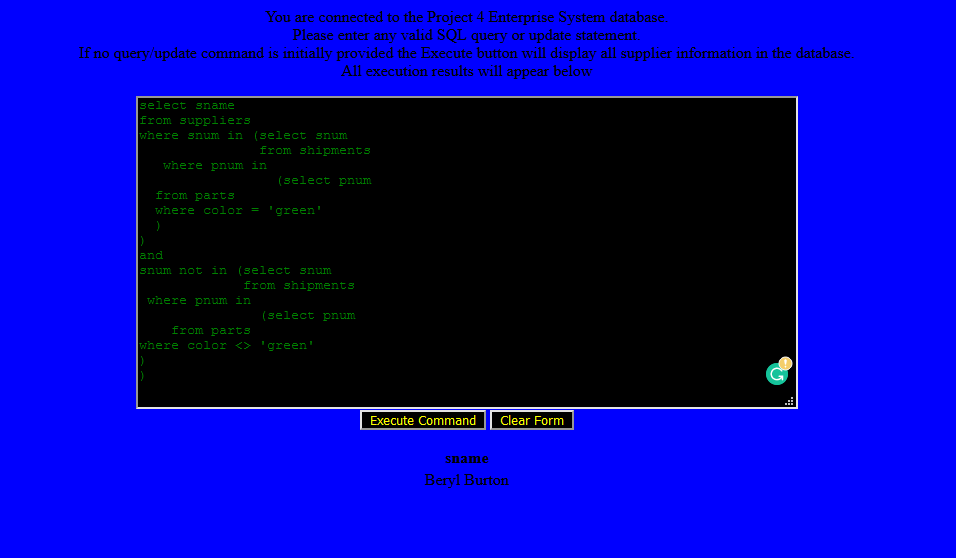 You are connected to the Project 4 Enterprise System database.
Please enter any valid SQL query or update statement.
If no query/update command is initially provided the Execute button will display all supplier information in the database.
All execution results will appear below
select sname
from suppliers
where snum in (select snum
from shipments
where pnum in
(select pnum
from parts
where color = 'green'
)
)
and
snum not in (select snum
from shipments
where pnum in
(select pnum
from parts
where color <> 'green'
)
)
Execute Command Clear Form
sname
Beryl Burton